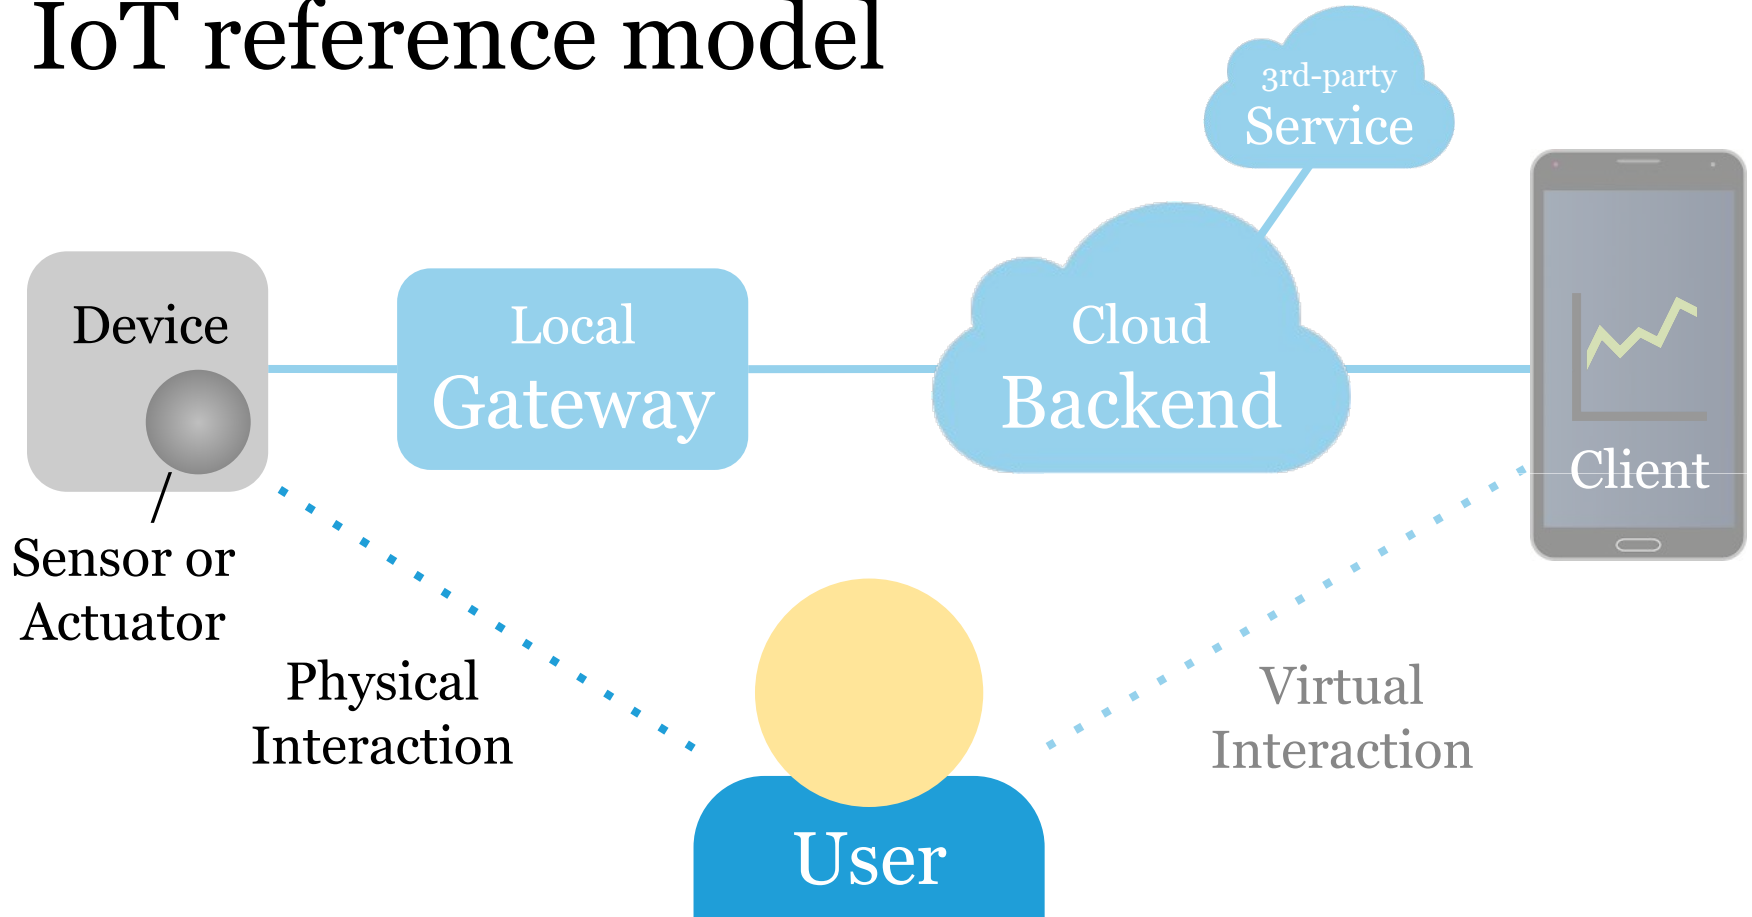 IoT reference model
3rd-party
Service
Device
Local
Gateway
Cloud
Backend
Client
Sensor or
Actuator
Physical
Interaction
Virtual
Interaction
User